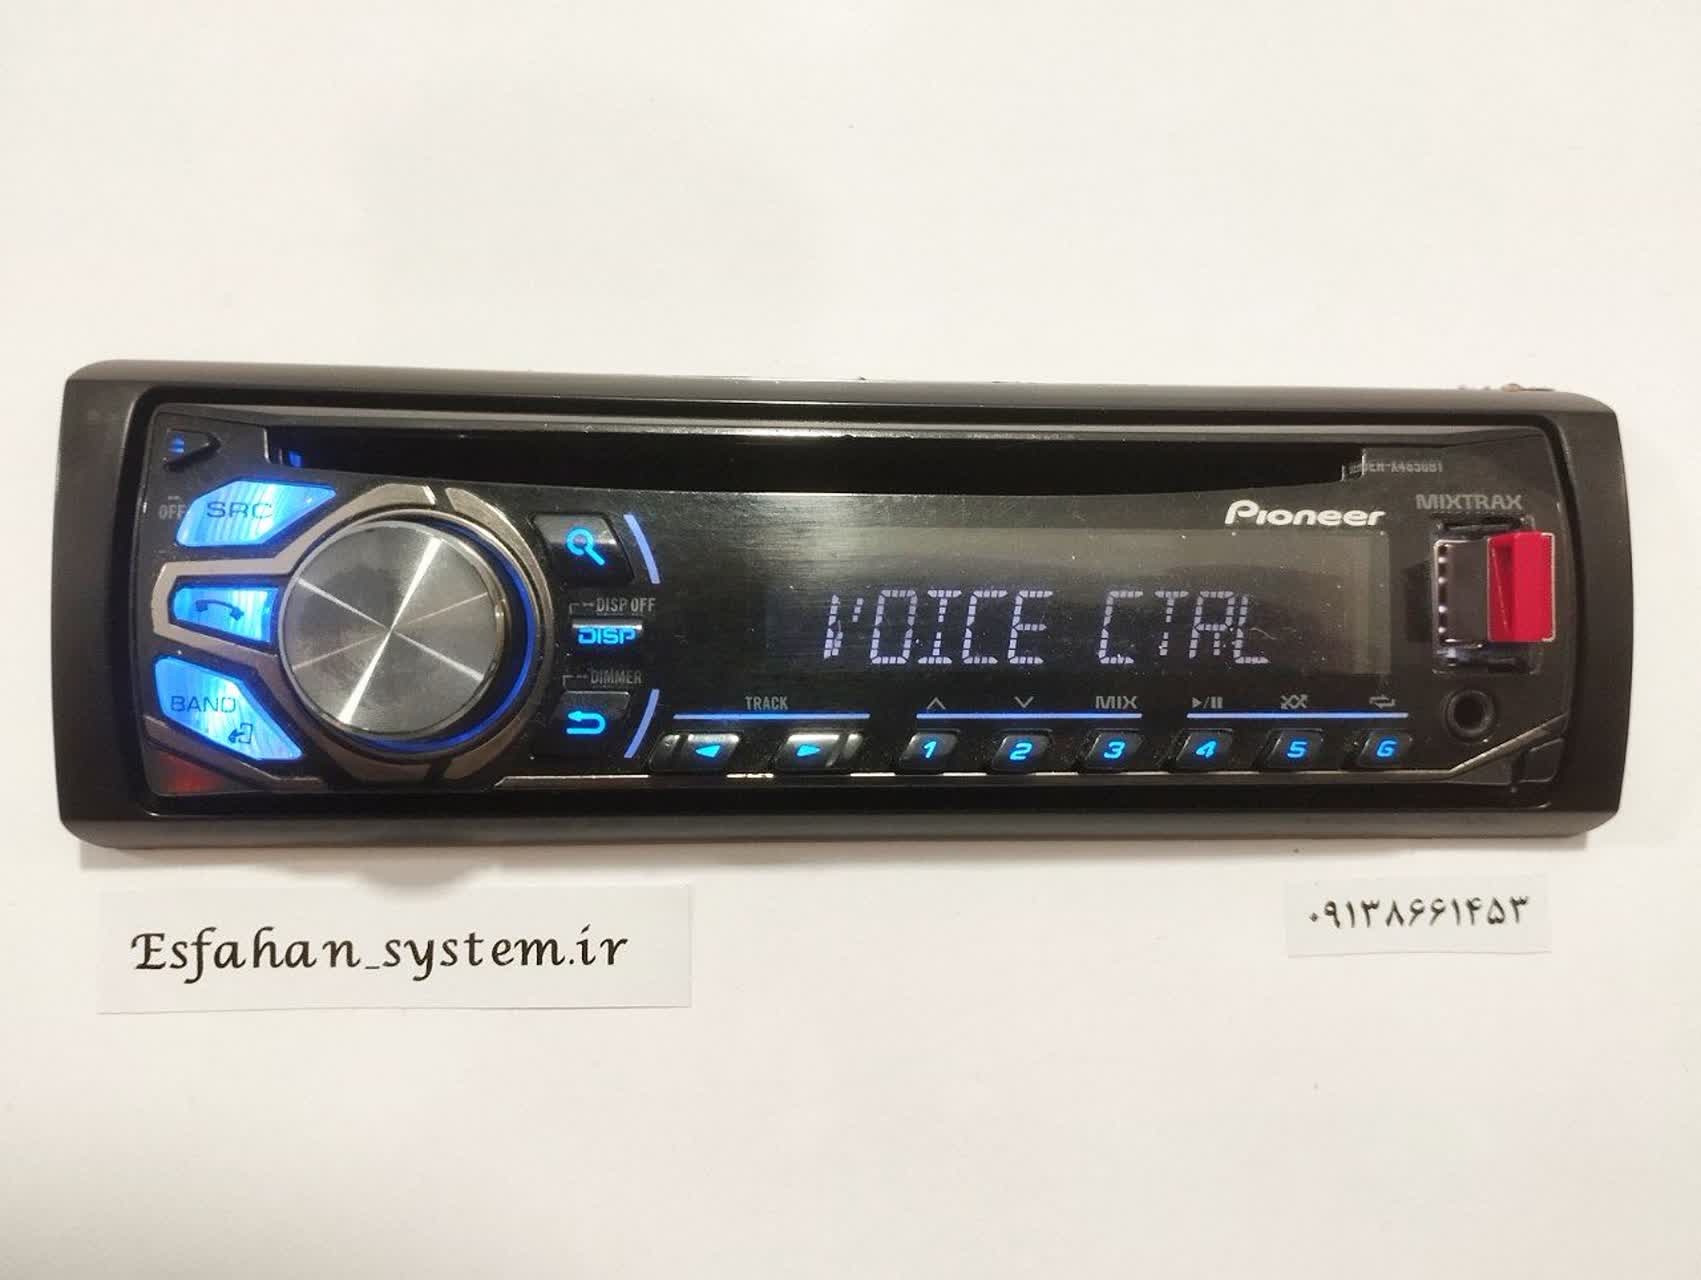 SRC
OFF
Pioneer
MIXTRAX
DISP OFF
DISP
VOICE CTRL
DIMMER
BAND
TRACK
MIX
1 2 3 4 5 6
Esfahan_system.ir
۰۹۱۳۸۶۶۱۴۵۳